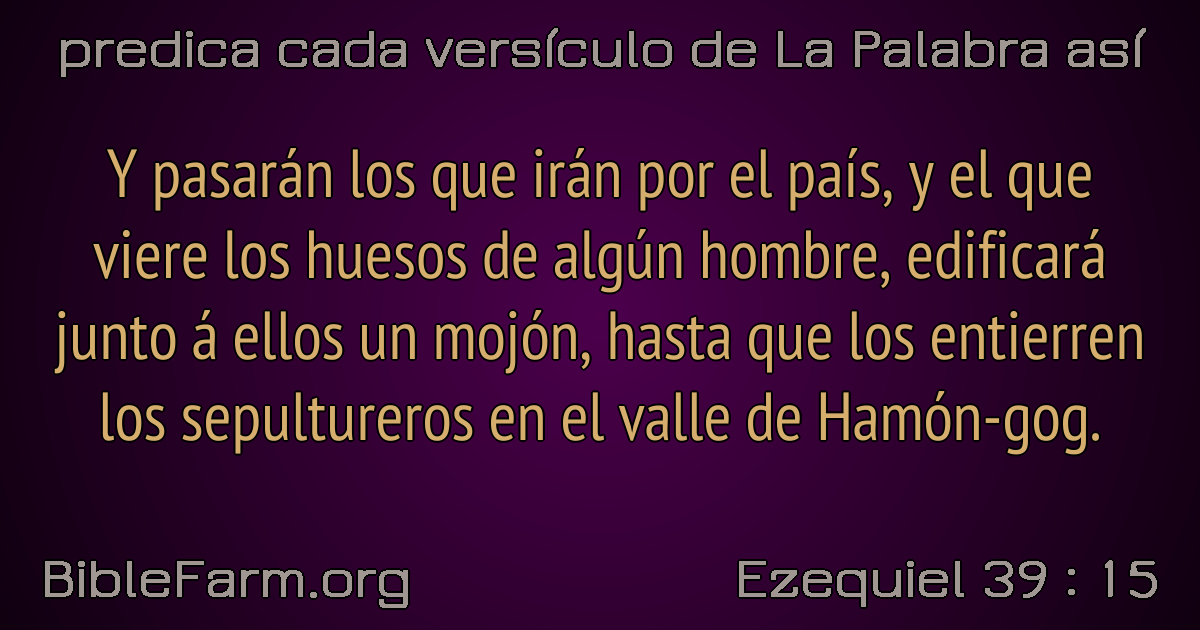 predica cada versículo de La Palabra así
Y pasarán los que irán por el país, y el que
viere los huesos de algún hombre, edificará
junto á ellos un mojón, hasta que los entierren
los sepultureros en el valle de Hamón-gog.
BibleFarm.org
Ezequiel 39 : 15